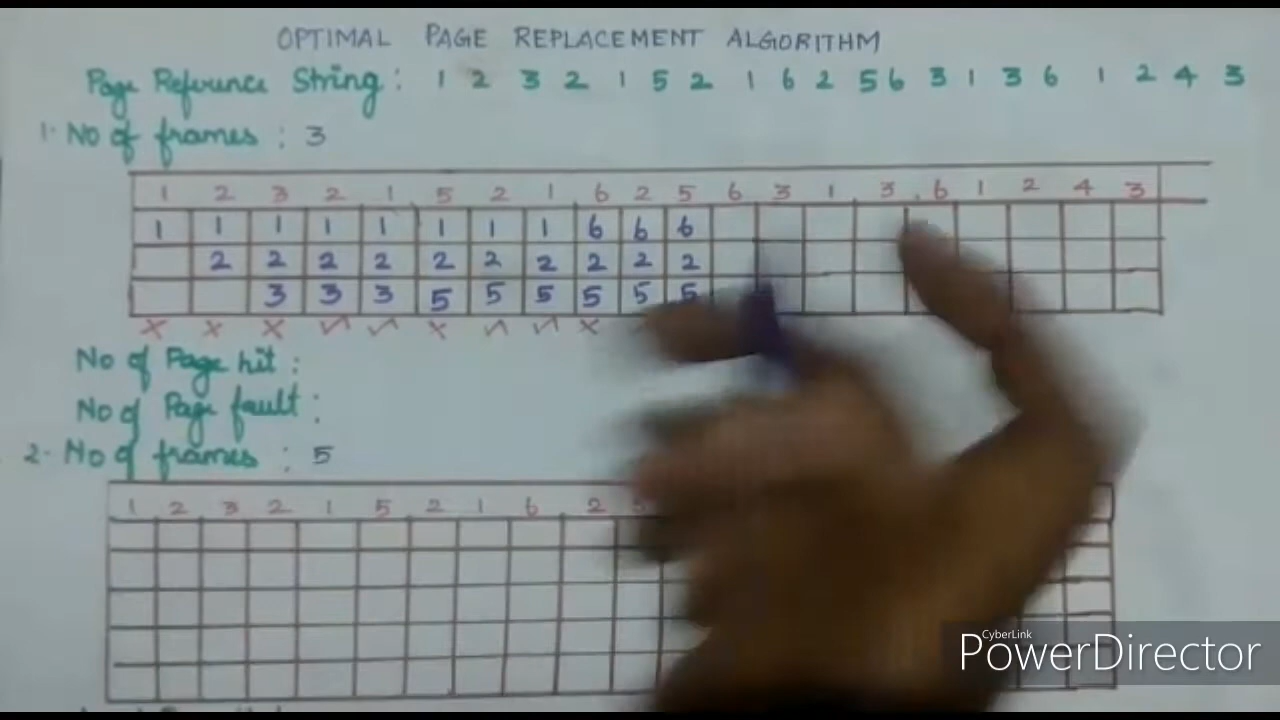 OPTIMAL PAGE REPLACEMENT ALGORITHM
Page Reference String: 1 2 3 2 1 5 2 1 6 2 5 6 3 1 3 6 1 2 4 3
1. No of frames : 3
1 2 3 2 1 5 2 1 6 2 5 6 3 1 3 6 1 2 4 3
1 1 1 1 1 1 1 1 6 6 6
2 2 2 2 2 2 2 2 2 2
3 3 3 5 5 5 5 5 5
x x x ✓ ✓ x ✓ ✓ x
No of Page hit :
No of Page fault :
2. No of frames : 5
1 2 3 2 1 5 2 1 6 2
CyberLink
PowerDirector